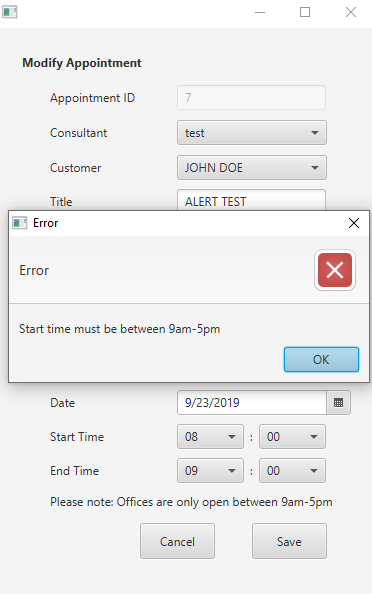 Modify Appointment
Appointment ID 7
Consultant test
Customer JOHN DOE
Title ALERT TEST
Error
Error
Start time must be between 9am-5pm
OK
Date 9/23/2019
Start Time 08 : 00
End Time 09 : 00
Please note: Offices are only open between 9am-5pm
Cancel Save